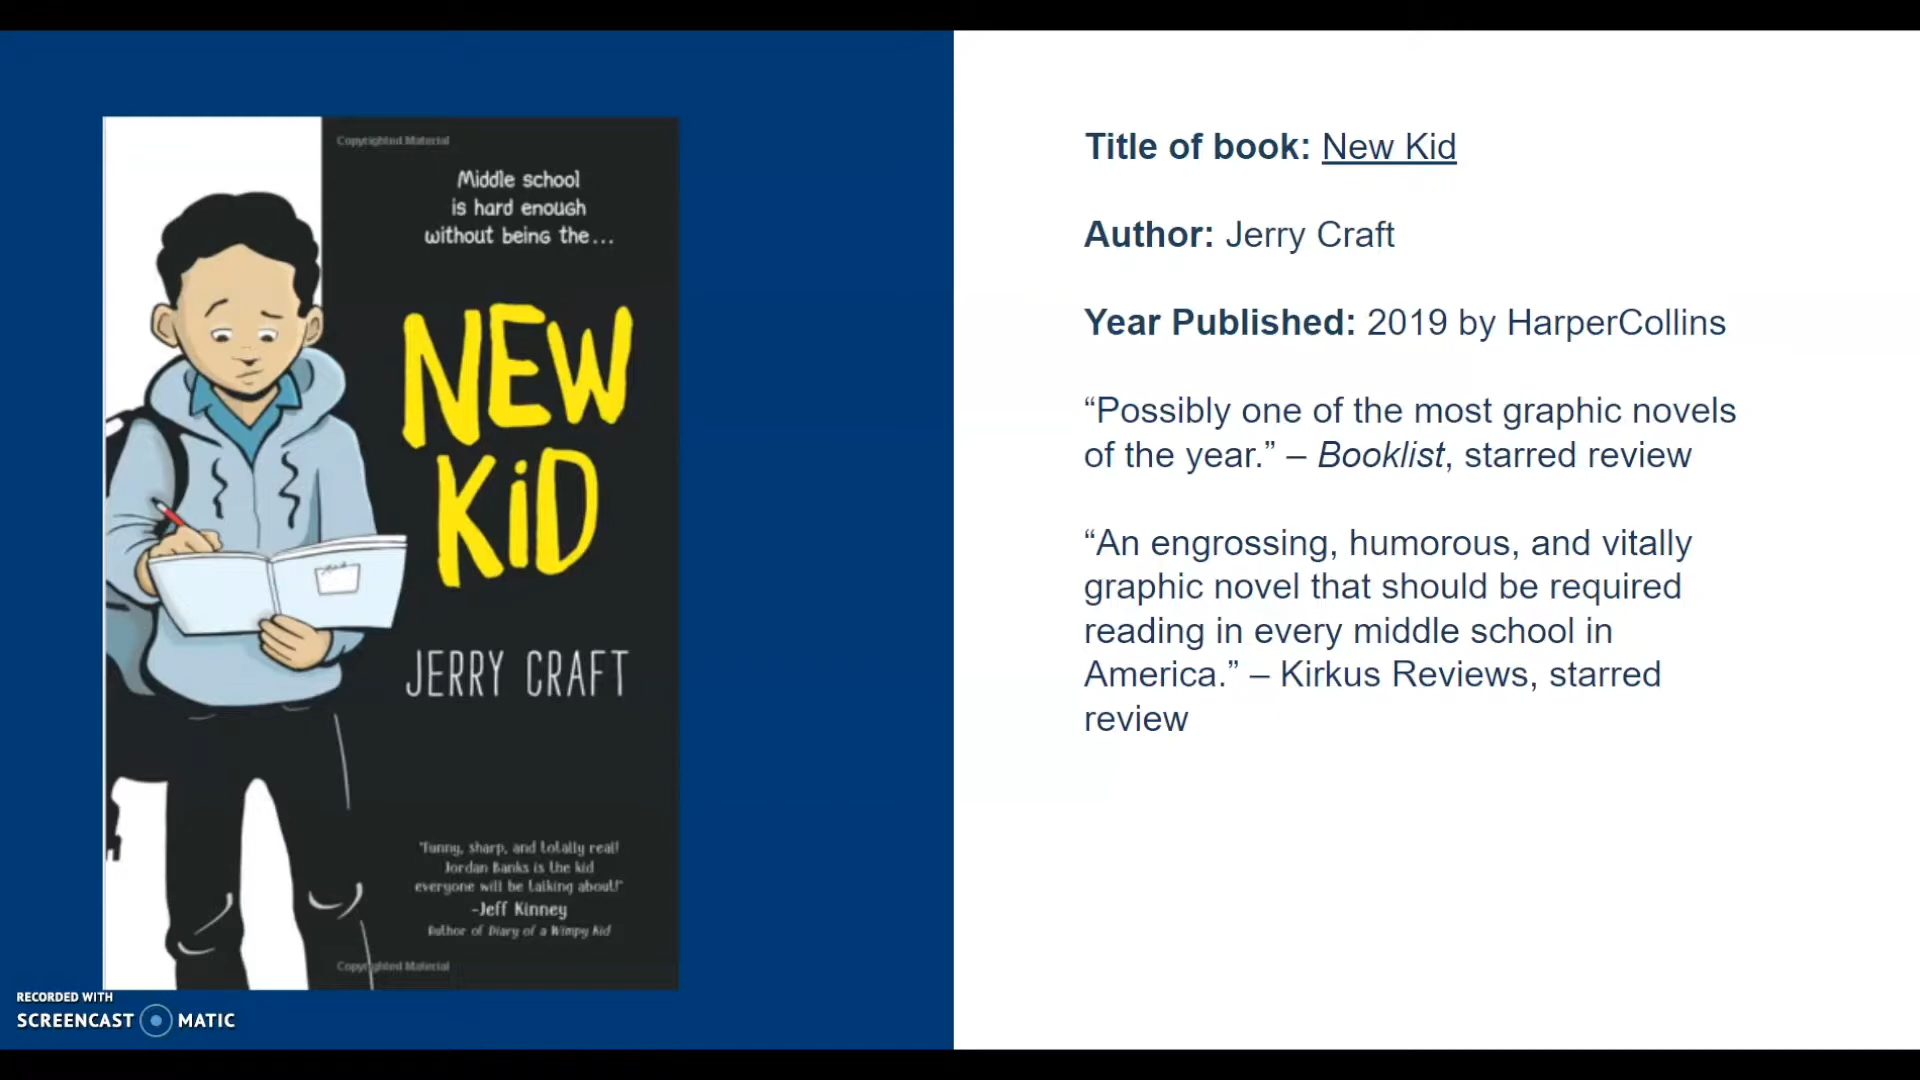 Copyrighted Material
Middle school
is hard enough
without being the...
NEW
KiD
JERRY CRAFT
"Funny, sharp, and totally real!
Jordan Banks is the kid
everyone will be talking about!"
-Jeff Kinney
Author of Diary of a Wimpy Kid
Copyrighted Material
RECORDED WITH
SCREENCAST MATIC
Title of book: New Kid
Author: Jerry Craft
Year Published: 2019 by HarperCollins
“Possibly one of the most graphic novels
of the year.” – Booklist, starred review
“An engrossing, humorous, and vitally
graphic novel that should be required
reading in every middle school in
America.” – Kirkus Reviews, starred
review